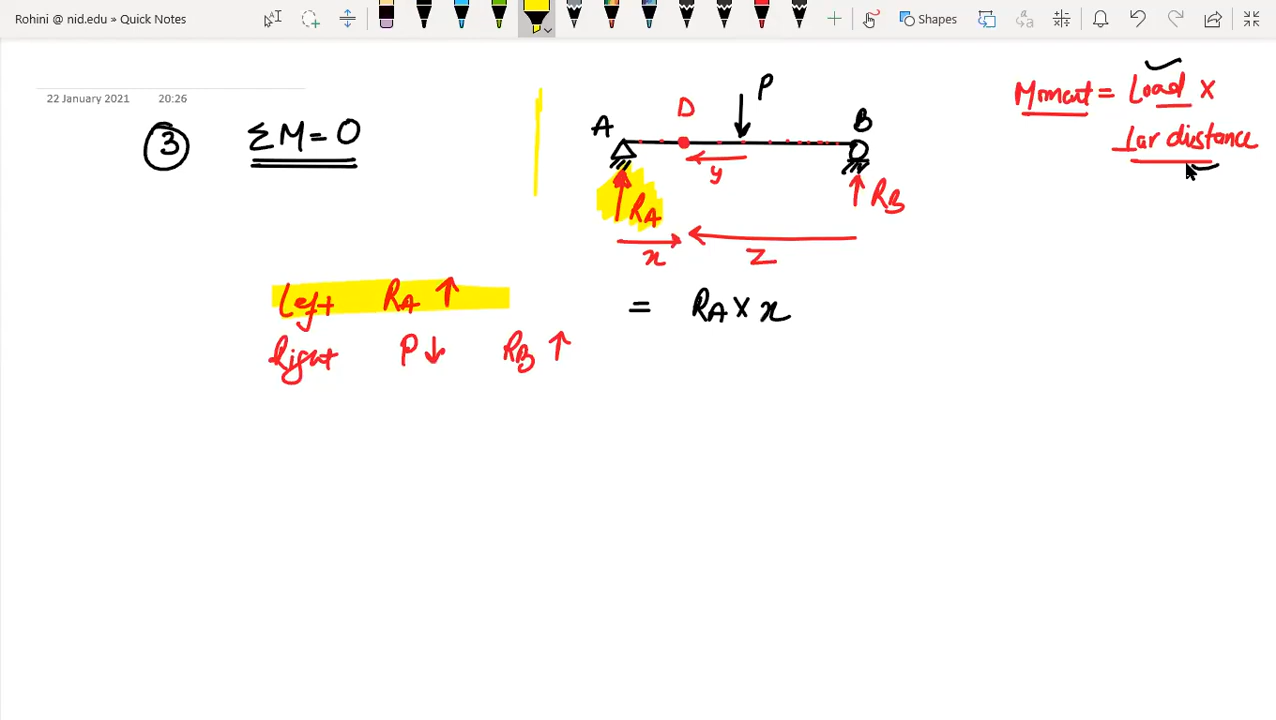 Rohini @ nid.edu » Quick Notes
Shapes
22 January 2021 20:26
3 ΣM = 0
A D P B
y
RA RB
x z
Moment = Load x
⊥ar distance
Left RA ↑ = RA x x
Right P ↓ RB ↑